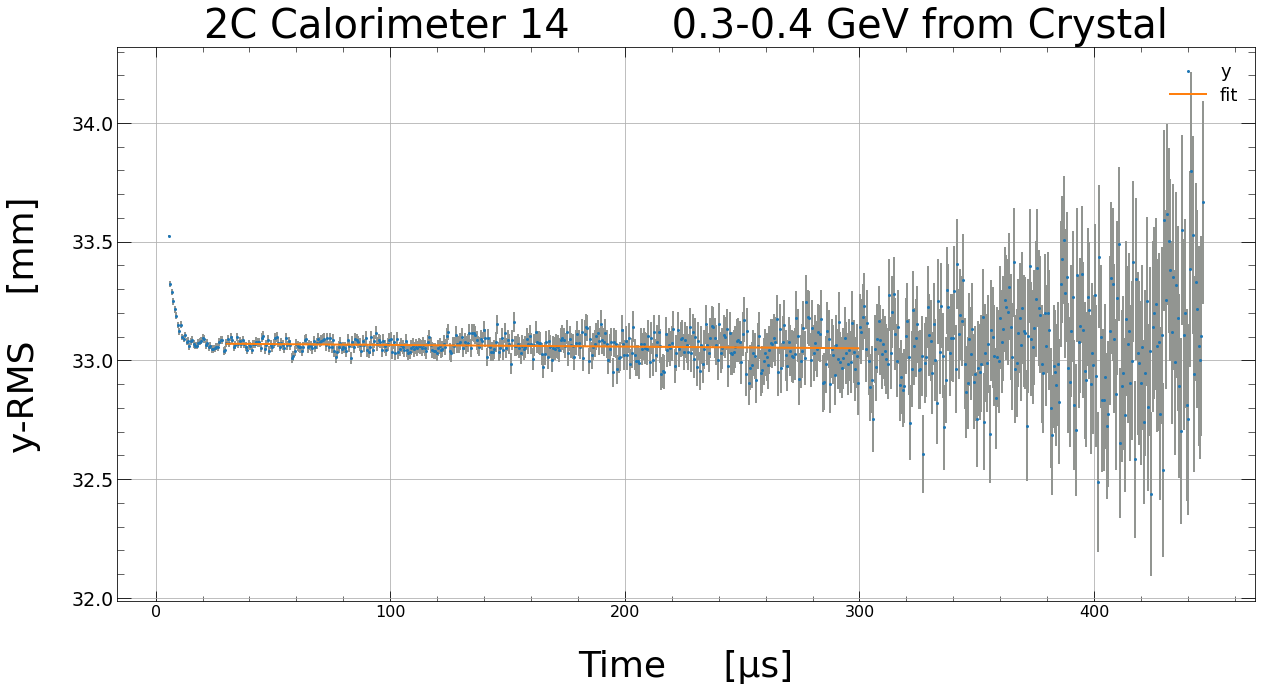 2C Calorimeter 14 0.3-0.4 GeV from Crystal
y
fit
34.0
33.5
33.0
32.5
32.0
y-RMS [mm]
0 100 200 300 400
Time [μs]